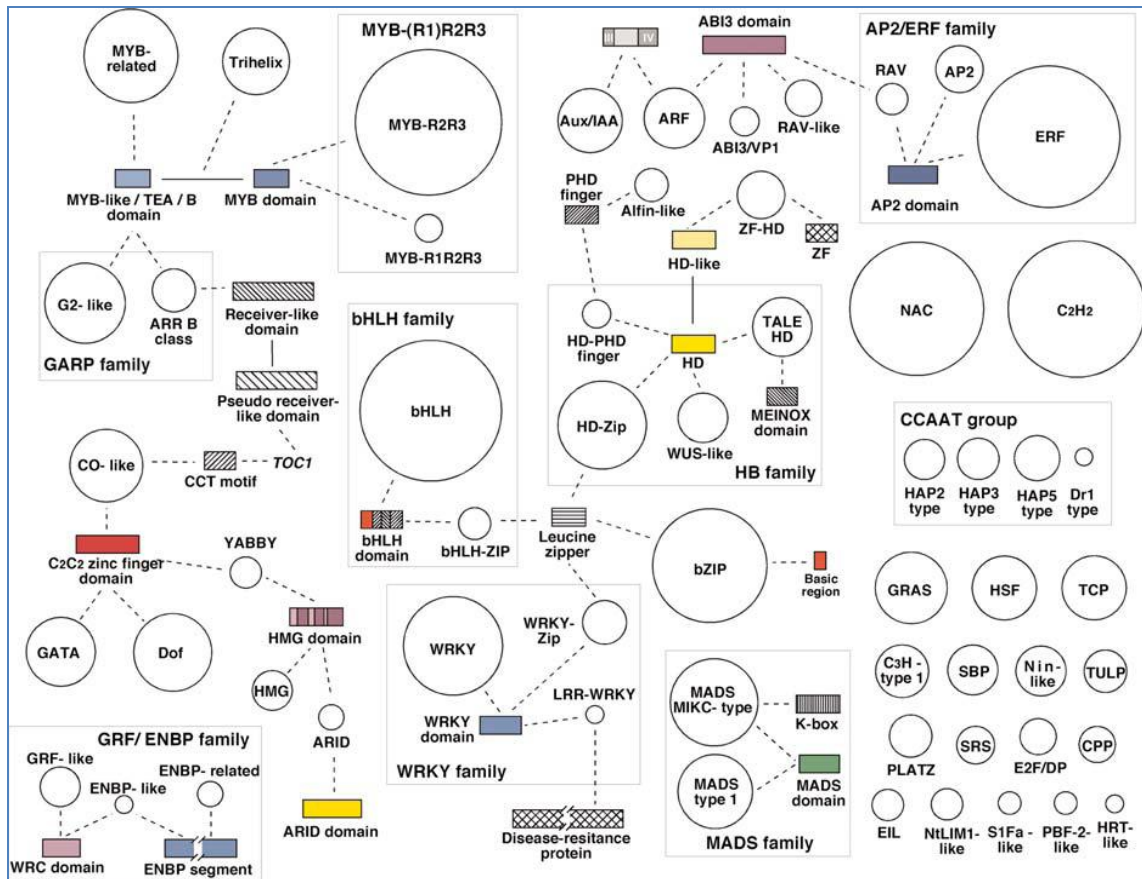 MYB-(R1)R2R3
MYB-
related
Trihelix
MYB-R2R3
MYB-like / TEA / B
domain
MYB domain
MYB-R1R2R3
III
IV
ABI3 domain
Aux/IAA
ARF
ABI3/VP1
RAV-like
AP2/ERF family
RAV
AP2
ERF
AP2 domain
PHD
finger
Alfin-like
ZF-HD
HD-like
ZF
G2- like
ARR B
class
GARP family
Receiver-like
domain
Pseudo receiver-
like domain
bHLH family
bHLH
HD-PHD
finger
HD
TALE
HD
HD-Zip
WUS-like
MEINOX
domain
HB family
NAC
C2H2
CO- like
CCT motif
TOC1
bHLH
domain
bHLH-ZIP
Leucine
zipper
bZIP
Basic
region
CCAAT group
HAP2
type
HAP3
type
HAP5
type
Dr1
type
C2C2 zinc finger
domain
YABBY
GATA
Dof
HMG domain
HMG
ARID
ARID domain
WRKY
WRKY-
Zip
LRR-WRKY
WRKY
domain
WRKY family
Disease-resitance
protein
MADS
MIKC- type
K-box
MADS
type 1
MADS
domain
MADS family
GRAS
HSF
TCP
C3H -
type 1
SBP
Nin-
like
TULP
PLATZ
SRS
E2F/DP
CPP
EIL
NtLIM1-
like
S1Fa -
like
PBF-2-
like
HRT-
like
GRF/ ENBP family
GRF- like
ENBP- like
ENBP- related
WRC domain
ENBP segment